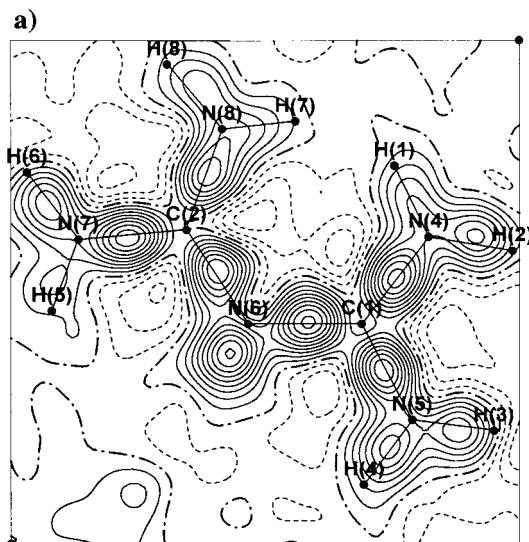 a)
H(8)
N(8)
H(7)
H(6)
H(1)
N(7)
C(2)
N(4)
H(2)
H(5)
N(6)
C(1)
N(5)
H(3)
H(4)